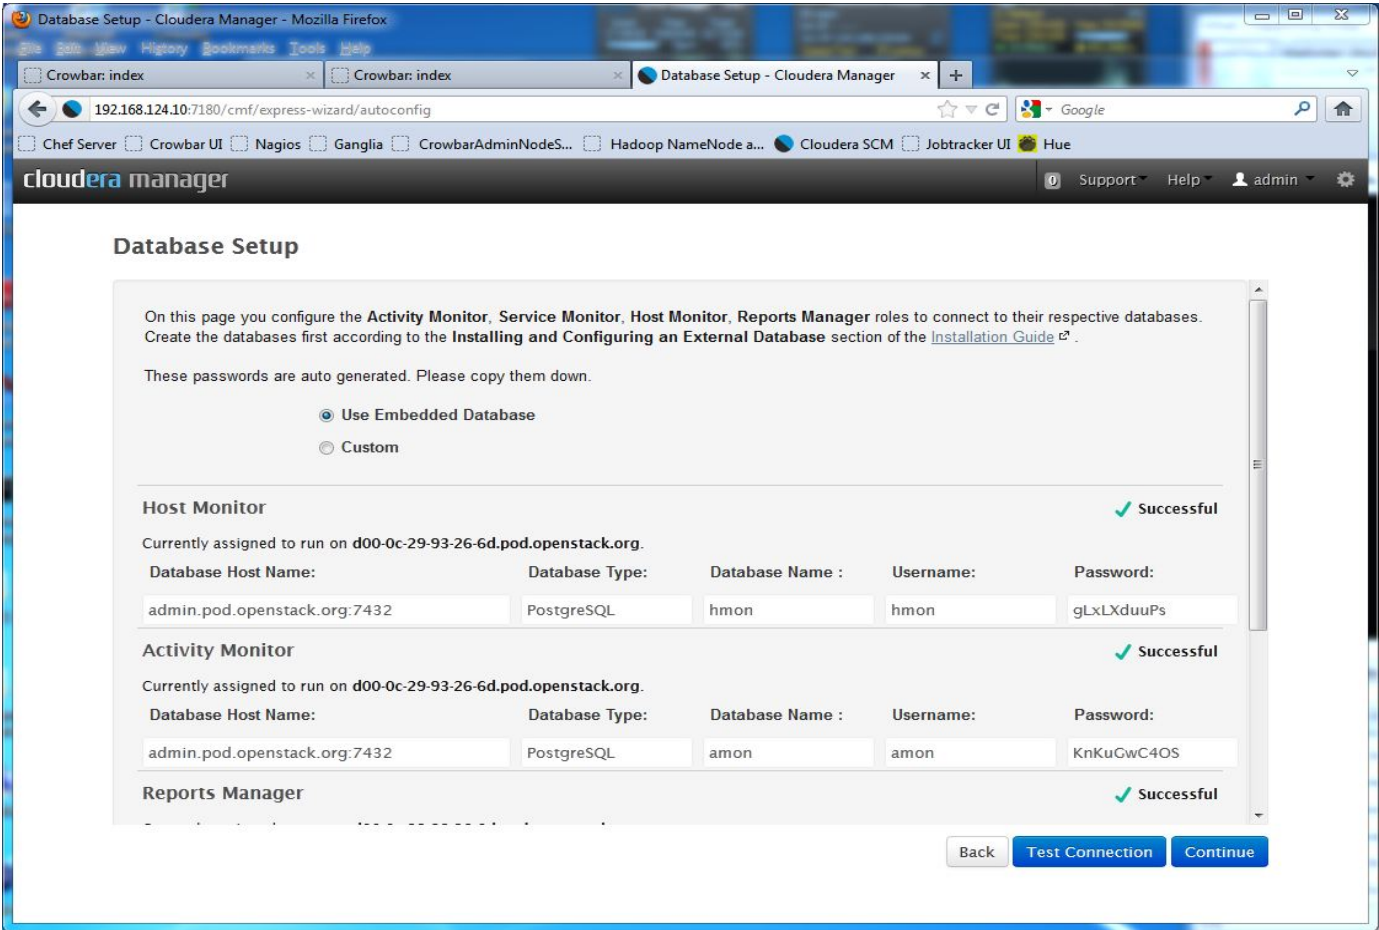 Database Setup - Cloudera Manager - Mozilla Firefox
File Edit View History Bookmarks Tools Help
Crowbar: index
Crowbar: index
Database Setup - Cloudera Manager
192.168.124.10:7180/cmf/express-wizard/autoconfig
Google
Chef Server Crowbar UI Nagios Ganglia CrowbarAdminNodeS... Hadoop NameNode a... Cloudera SCM Jobtracker UI Hue
cloudera manager 0 Support Help admin
Database Setup
On this page you configure the Activity Monitor, Service Monitor, Host Monitor, Reports Manager roles to connect to their respective databases.
Create the databases first according to the Installing and Configuring an External Database section of the Installation Guide .
These passwords are auto generated. Please copy them down.
Use Embedded Database
Custom
Host Monitor Successful
Currently assigned to run on d00-0c-29-93-26-6d.pod.openstack.org.
Database Host Name: Database Type: Database Name : Username: Password:
admin.pod.openstack.org:7432 PostgreSQL hmon hmon gLxLXduuPs
Activity Monitor Successful
Currently assigned to run on d00-0c-29-93-26-6d.pod.openstack.org.
Database Host Name: Database Type: Database Name : Username: Password:
admin.pod.openstack.org:7432 PostgreSQL amon amon KnKuGwC4OS
Reports Manager Successful
Back Test Connection Continue